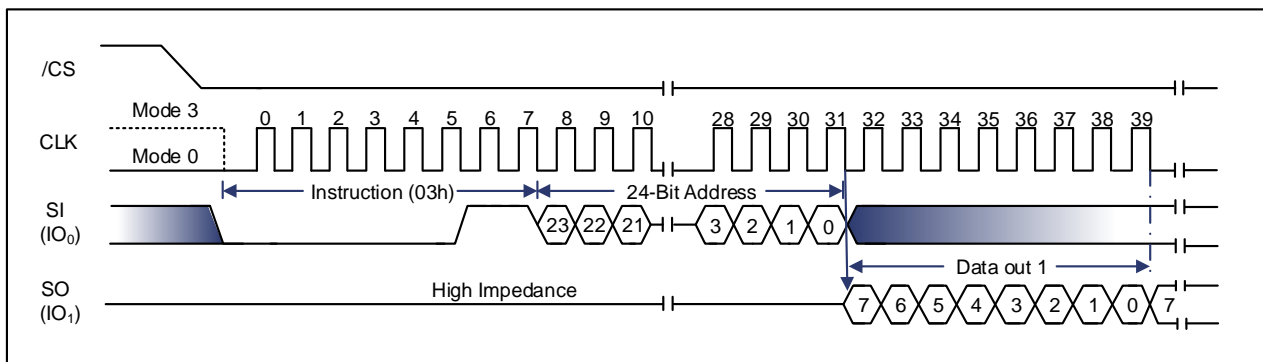 /CS
Mode 3
0 1 2 3 4 5 6 7 8 9 10 28 29 30 31 32 33 34 35 36 37 38 39
CLK
Mode 0
Instruction (03h) 24-Bit Address
SI
(IO₀)
23 22 21 3 2 1 0
Data out 1
SO
(IO₁)
High Impedance
7 6 5 4 3 2 1 0 7